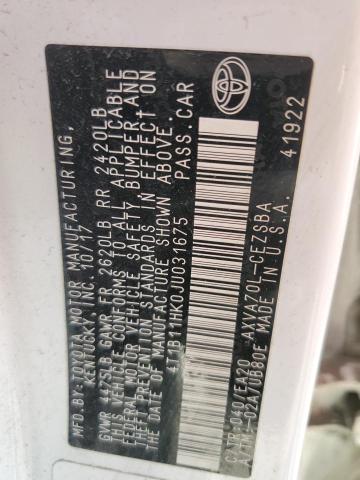 MFD.BY:TOYOTA MOTOR MANUFACTURING,
KENTUCKY, INC. 10/17
GVWR 4475LB GAWR FR 2620LB RR 2420LB
THIS VEHICLE CONFORMS TO ALL APPLICABLE
FEDERAL MOTOR VEHICLE SAFETY, BUMPER, AND
THEFT PREVENTION STANDARDS IN EFFECT ON
THE DATE OF MANUFACTURE SHOWN ABOVE.
4T1B11HK0JU031675 PASS.CAR
C/TR:040/EA20 AXVA70L-CEZSBA
A/TM:-02A/UB80E MADE IN U.S.A.
41922